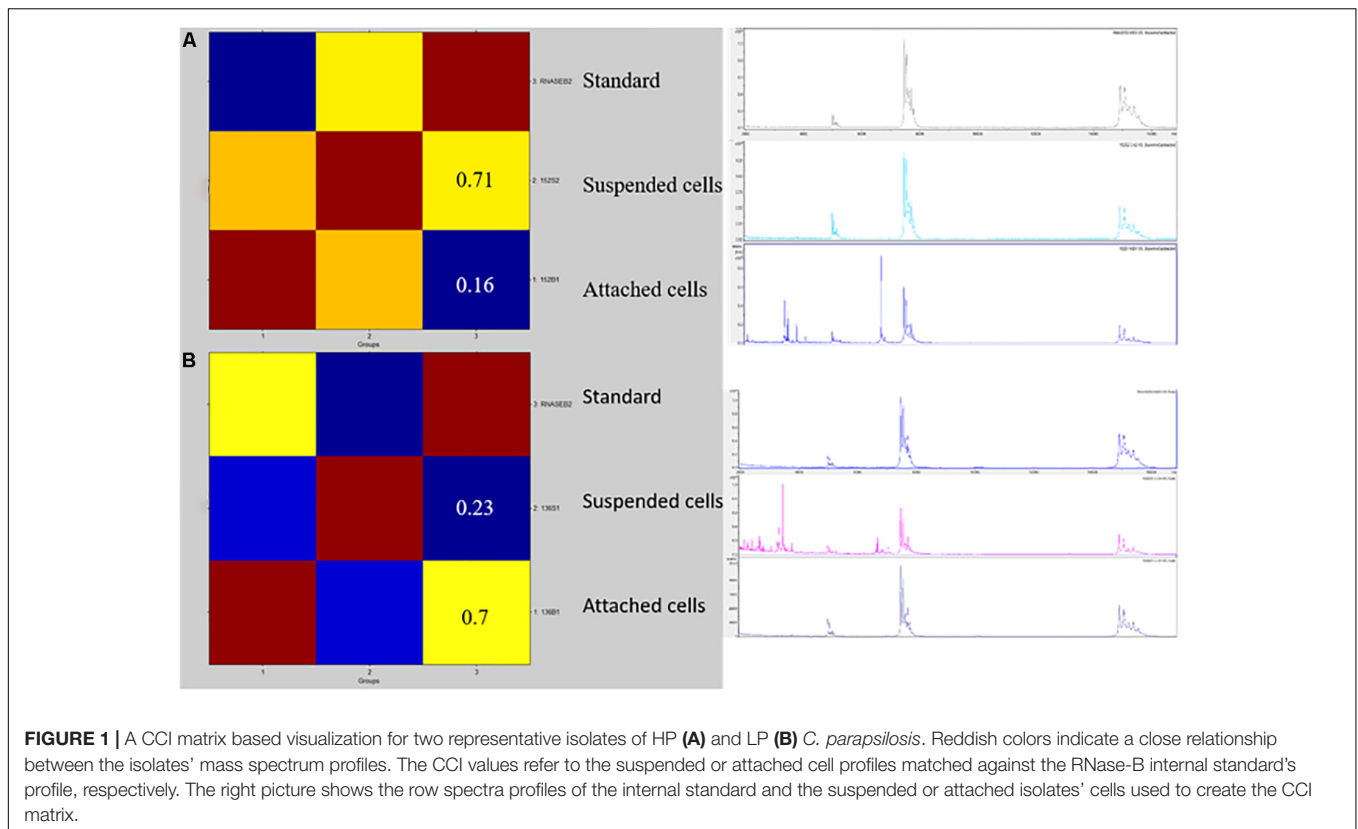 A
3: RNASEB2
Standard
0.71
2: 152S2
Suspended cells
0.16
1: 152B1
Attached cells
1
2
3
Groups
B
3: RNASEB2
Standard
0.23
2: 136S1
Suspended cells
0.7
1: 136B1
Attached cells
1
2
3
Groups
FIGURE 1 | A CCI matrix based visualization for two representative isolates of HP (A) and LP (B) C. parapsilosis. Reddish colors indicate a close relationship
between the isolates' mass spectrum profiles. The CCI values refer to the suspended or attached cell profiles matched against the RNase-B internal standard's
profile, respectively. The right picture shows the row spectra profiles of the internal standard and the suspended or attached isolates' cells used to create the CCI
matrix.